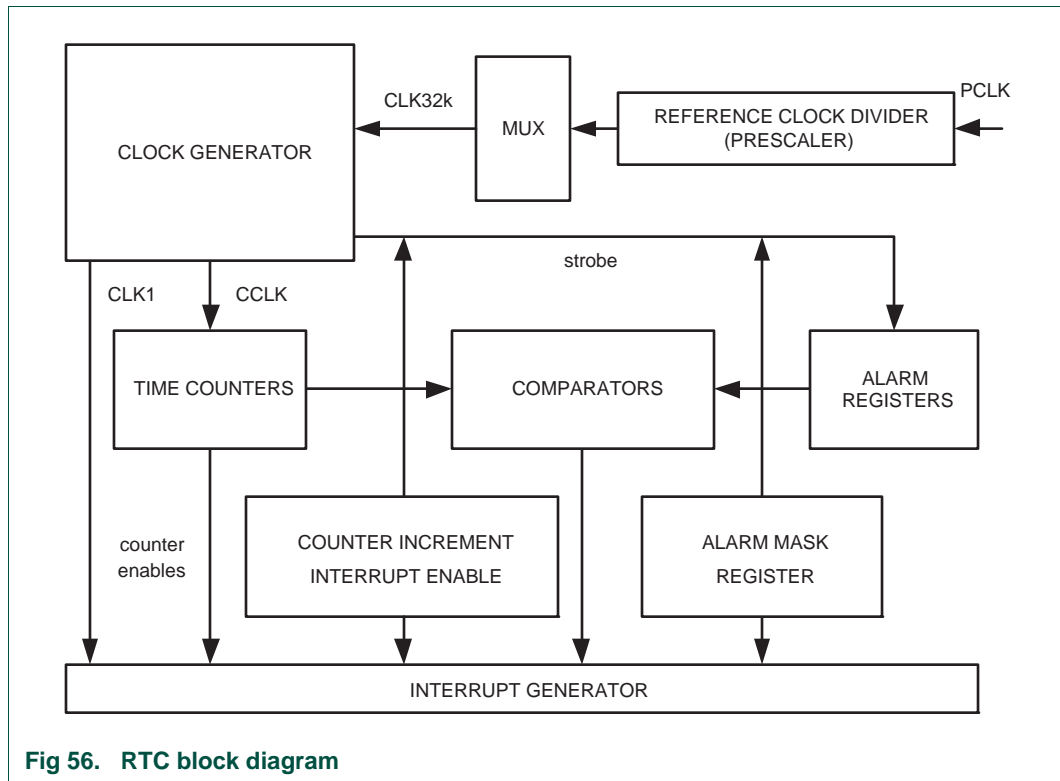 CLK32k
MUX
REFERENCE CLOCK DIVIDER
(PRESCALER)
PCLK
CLOCK GENERATOR
strobe
CLK1
CCLK
TIME COUNTERS
COMPARATORS
ALARM
REGISTERS
counter
enables
COUNTER INCREMENT
INTERRUPT ENABLE
ALARM MASK
REGISTER
INTERRUPT GENERATOR
Fig 56. RTC block diagram